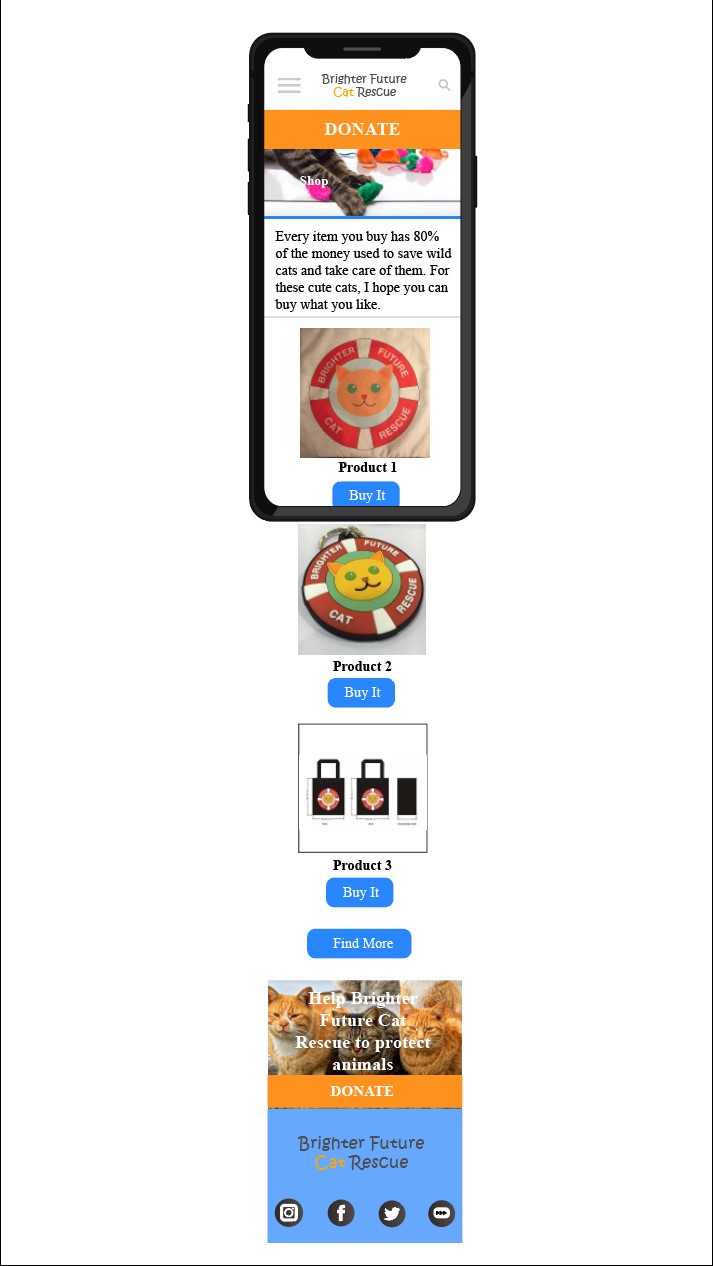 Brighter Future
Cat Rescue
DONATE
Shop
Every item you buy has 80%
of the money used to save wild
cats and take care of them. For
these cute cats, I hope you can
buy what you like.
BRIGHTER FUTURE
CAT RESCUE
Product 1
Buy It
BRIGHTER FUTURE
CAT RESCUE
Product 2
Buy It
Product 3
Buy It
Find More
Help Brighter
Future Cat
Rescue to protect
animals
DONATE
Brighter Future
Cat Rescue